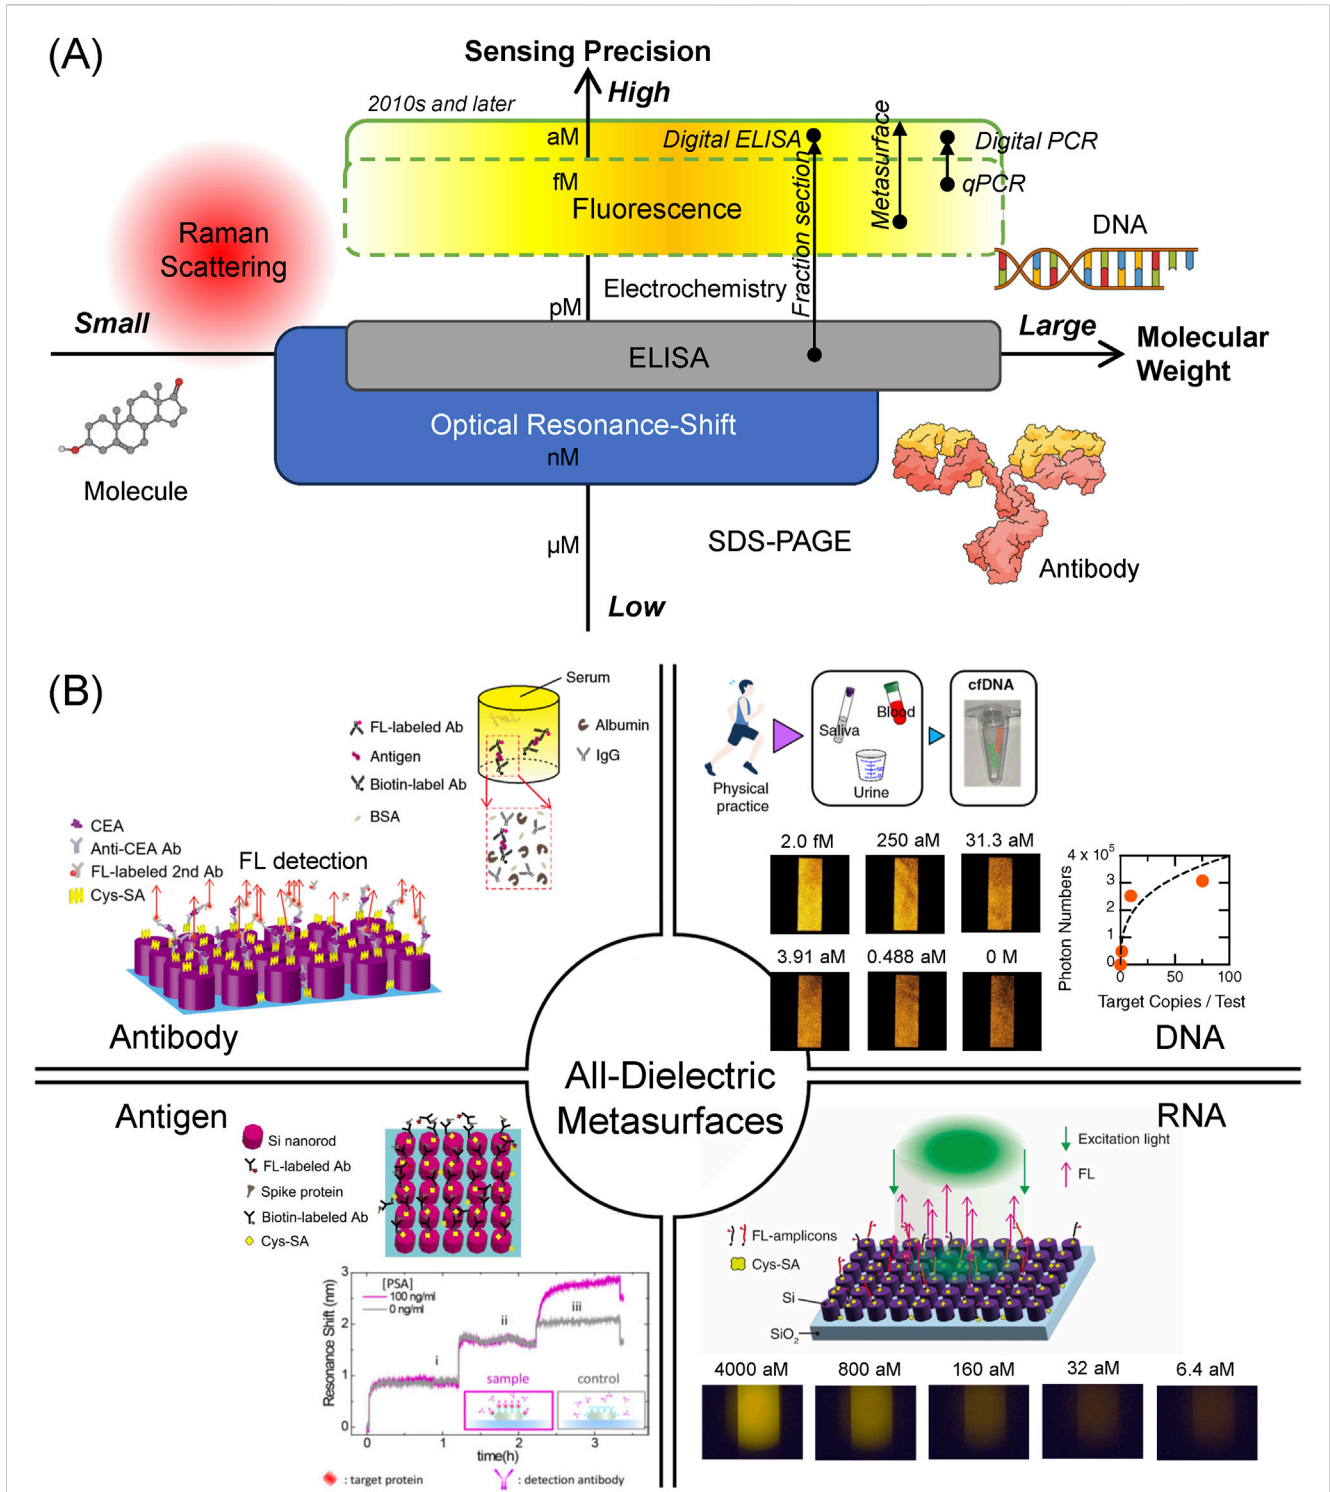 (A)
Sensing Precision
High
2010s and later
aM
Digital ELISA
Metasurface
Digital PCR
fM
qPCR
Fluorescence
Fraction section
Raman
Scattering
DNA
Electrochemistry
pM
Small
Large
Molecular
Weight
ELISA
Optical Resonance-Shift
nM
Molecule
µM
SDS-PAGE
Antibody
Low
(B)
Serum
FL-labeled Ab
Albumin
Antigen
IgG
Biotin-label Ab
BSA
CEA
Anti-CEA Ab
FL-labeled 2nd Ab
Cys-SA
FL detection
Antibody
Physical
practice
Saliva
Blood
Urine
cfDNA
2.0 fM
250 aM
31.3 aM
3.91 aM
0.488 aM
0 M
4 x 10⁵
3
2
1
0
Photon Numbers
0
50
100
Target Copies / Test
DNA
All-Dielectric
Metasurfaces
Antigen
Si nanorod
FL-labeled Ab
Spike protein
Biotin-labeled Ab
Cys-SA
3
2
1
0
Resonance Shift (nm)
[PSA]
100 ng/ml
0 ng/ml
i
ii
iii
sample
control
0
1
2
3
time(h)
: target protein
: detection antibody
RNA
Excitation light
FL
FL-amplicons
Cys-SA
Si
SiO₂
4000 aM
800 aM
160 aM
32 aM
6.4 aM